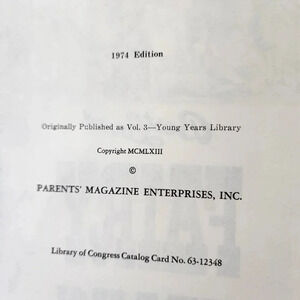 1974 Edition
Originally Published as Vol. 3—Young Years Library
Copyright MCMLXIII
©
PARENTS' MAGAZINE ENTERPRISES, INC.
Library of Congress Catalog Card No. 63-12348